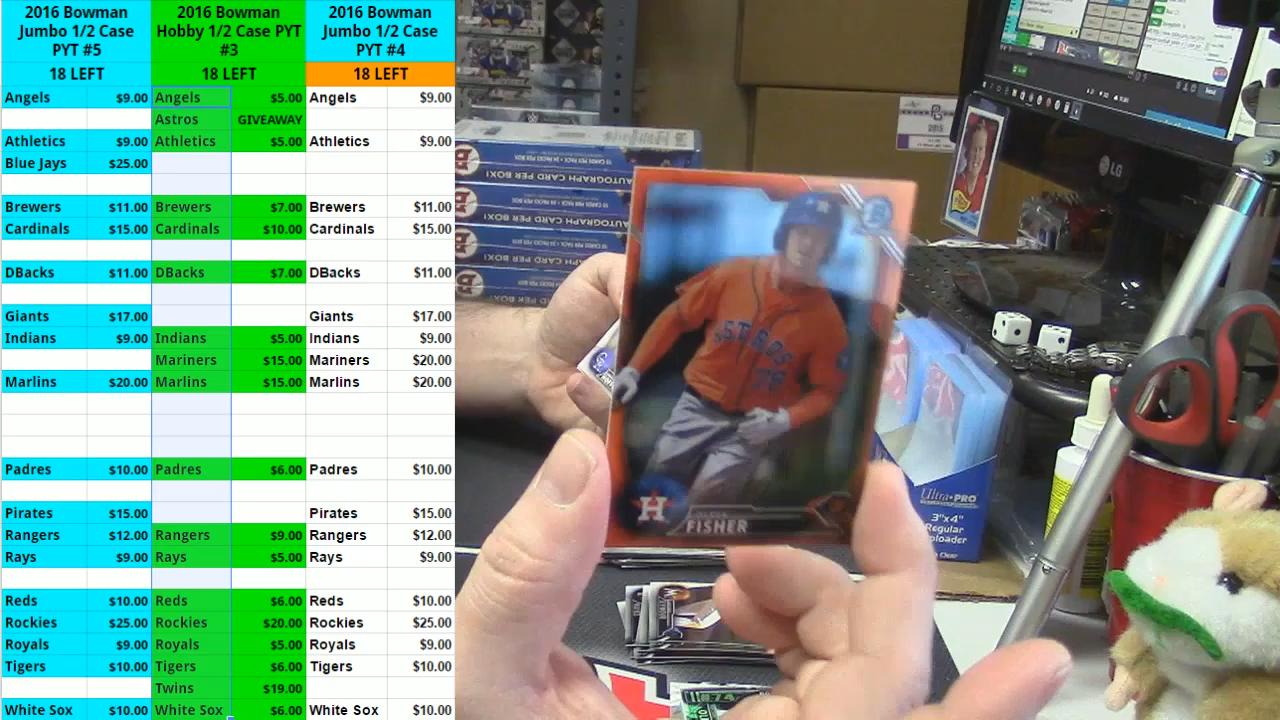 2016 Bowman Jumbo 1/2 Case PYT #5
2016 Bowman Hobby 1/2 Case PYT #3
2016 Bowman Jumbo 1/2 Case PYT #4
18 LEFT 18 LEFT 18 LEFT
Angels $9.00 Angels $5.00 Angels $9.00
Astros GIVEAWAY
Athletics $9.00 Athletics $5.00 Athletics $9.00
Blue Jays $25.00
Brewers $11.00 Brewers $7.00 Brewers $11.00
Cardinals $15.00 Cardinals $10.00 Cardinals $15.00
DBacks $11.00 DBacks $7.00 DBacks $11.00
Giants $17.00 Giants $17.00
Indians $9.00 Indians $5.00 Indians $9.00
Mariners $15.00 Mariners $20.00
Marlins $20.00 Marlins $15.00 Marlins $20.00
Padres $10.00 Padres $6.00 Padres $10.00
Pirates $15.00 Pirates $15.00
Rangers $12.00 Rangers $9.00 Rangers $12.00
Rays $9.00 Rays $5.00 Rays $9.00
Reds $10.00 Reds $6.00 Reds $10.00
Rockies $25.00 Rockies $20.00 Rockies $25.00
Royals $9.00 Royals $5.00 Royals $9.00
Tigers $10.00 Tigers $6.00 Tigers $10.00
Twins $19.00
White Sox $10.00 White Sox $6.00 White Sox $10.00
AUTOGRAPH CARD PER BOX!
AUTOGRAPH CARD PER BOX!
AUTOGRAPH CARD PER BOX!
LG
ASTROS
H
FISHER
Ultra-PRO
3"x4"
Regular